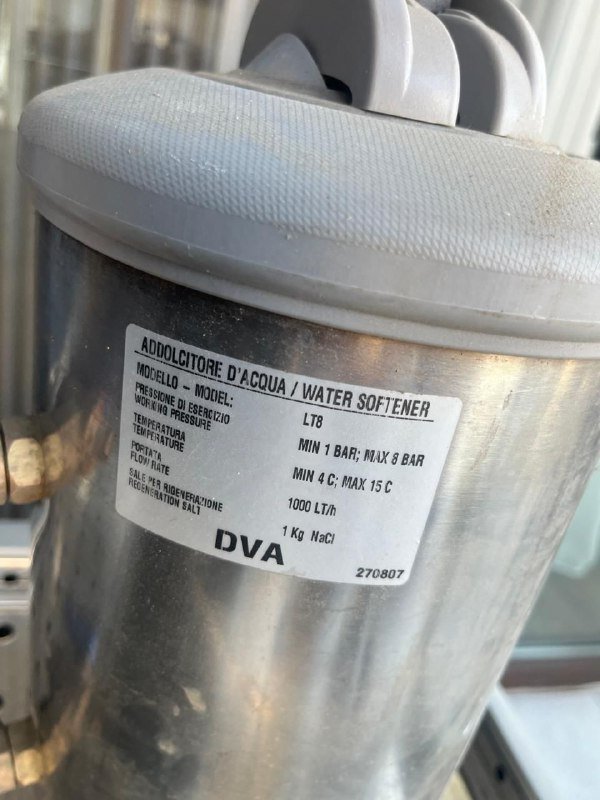 ADDOLCITORE D'ACQUA / WATER SOFTENER
MODELLO - MODEL: LT8
PRESSIONE DI ESERCIZIO
WORKING PRESSURE MIN 1 BAR; MAX 8 BAR
TEMPERATURA
TEMPERATURE MIN 4 C; MAX 15 C
PORTATA
FLOW RATE 1000 LT/h
SALE PER RIGENERAZIONE
REGENERATION SALT 1 Kg NaCl
DVA
270807